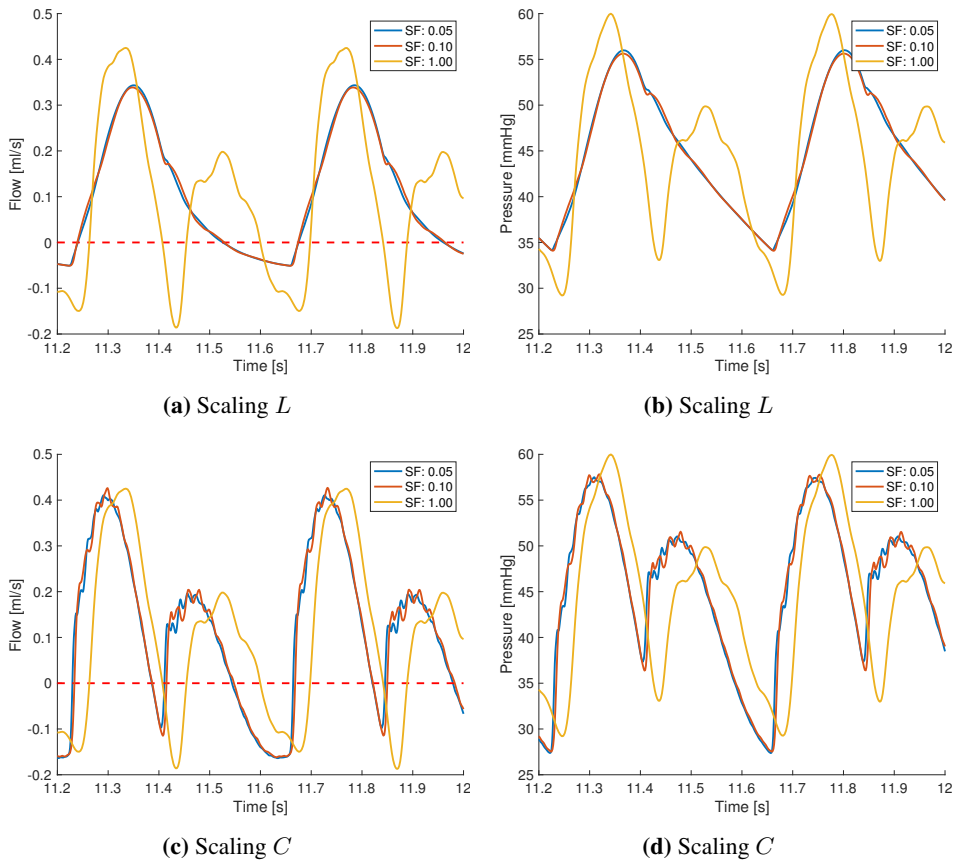 0.5
0.4
0.3
0.2
0.1
0
-0.1
-0.2
Flow [ml/s]
SF: 0.05
SF: 0.10
SF: 1.00
11.2 11.3 11.4 11.5 11.6 11.7 11.8 11.9 12
Time [s]
(a) Scaling L
60
55
50
45
40
35
30
25
Pressure [mmHg]
SF: 0.05
SF: 0.10
SF: 1.00
11.2 11.3 11.4 11.5 11.6 11.7 11.8 11.9 12
Time [s]
(b) Scaling L
0.5
0.4
0.3
0.2
0.1
0
-0.1
-0.2
Flow [ml/s]
SF: 0.05
SF: 0.10
SF: 1.00
11.2 11.3 11.4 11.5 11.6 11.7 11.8 11.9 12
Time [s]
(c) Scaling C
60
55
50
45
40
35
30
25
Pressure [mmHg]
SF: 0.05
SF: 0.10
SF: 1.00
11.2 11.3 11.4 11.5 11.6 11.7 11.8 11.9 12
Time [s]
(d) Scaling C